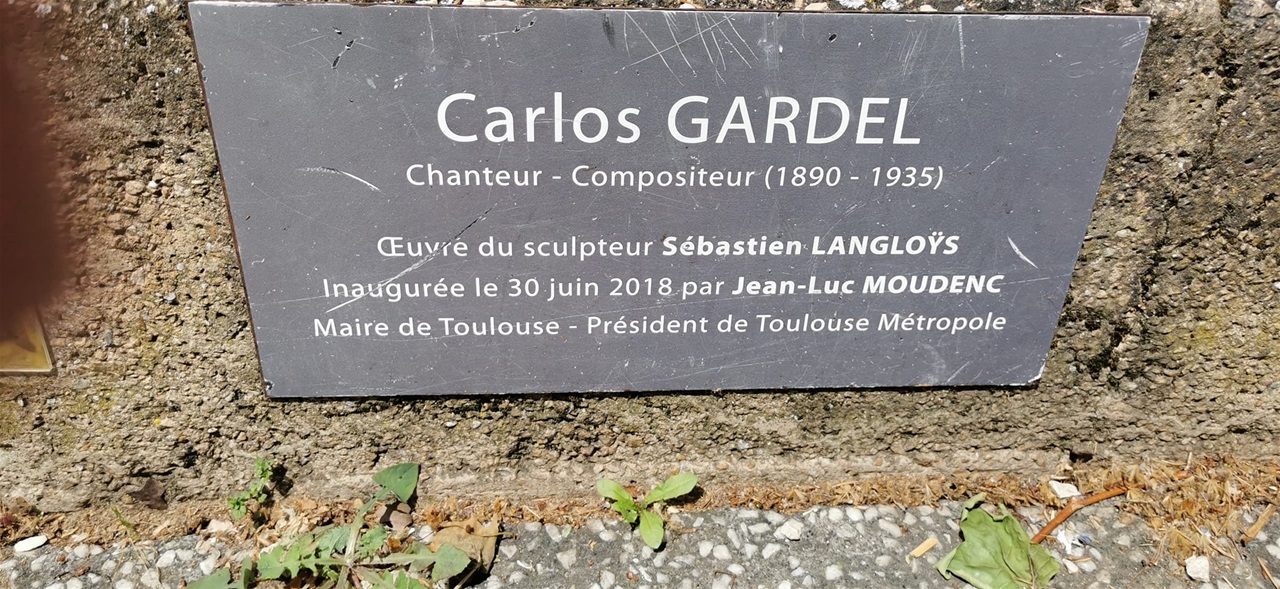 Carlos GARDEL
Chanteur - Compositeur (1890 - 1935)
Œuvre du sculpteur Sébastien LANGLOŸS
Inaugurée le 30 juin 2018 par Jean-Luc MOUDENC
Maire de Toulouse - Président de Toulouse Métropole